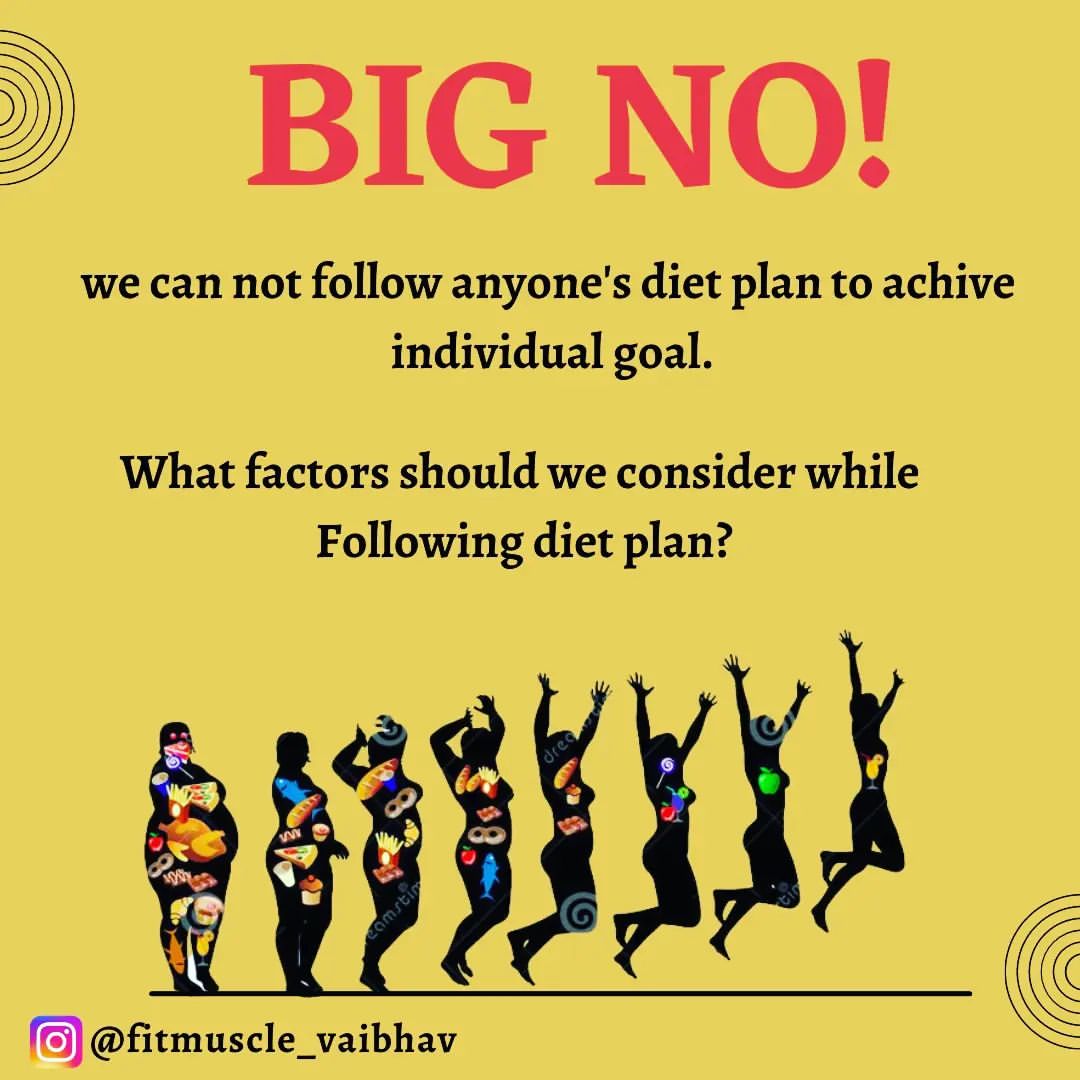 BIG NO!
we can not follow anyone's diet plan to achive
individual goal.
What factors should we consider while
Following diet plan?
@fitmuscle_vaibhav